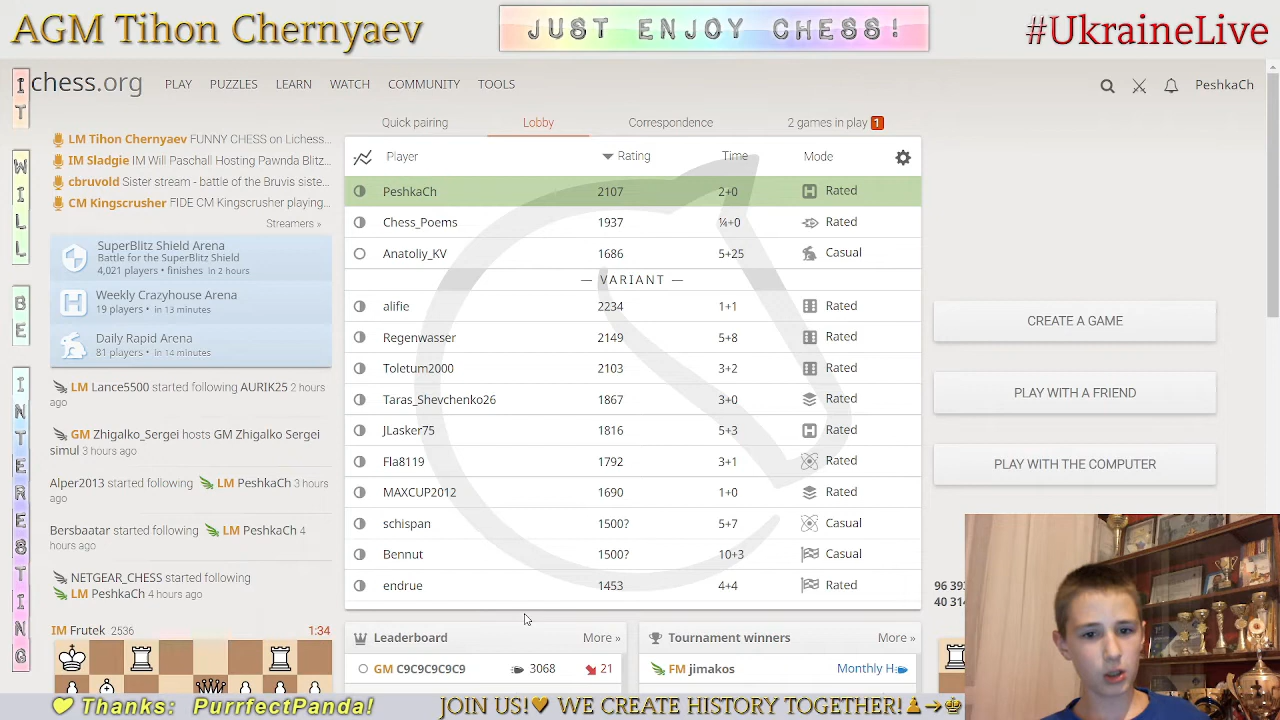 AGM Tihon Chernyaev
JUST ENJOY CHESS!
#UkraineLive
IT WILL BE INTERE8TING
chess.org
PLAY PUZZLES LEARN WATCH COMMUNITY TOOLS
PeshkaCh
LM Tihon Chernyaev FUNNY CHESS on Lichess...
IM Sladgie IM Will Paschall Hosting Pawnda Blitz...
cbruvold Sister stream - battle of the Bruvis siste...
CM Kingscrusher FIDE CM Kingscrusher playing...
Streamers »
SuperBlitz Shield Arena
Battle for the SuperBlitz Shield
4,021 players • finishes in 2 hours
Weekly Crazyhouse Arena
19 players • in 13 minutes
Daily Rapid Arena
81 players • in 14 minutes
LM Lance5500 started following AURIK25 2 hours
ago
GM Zhigalko_Sergei hosts GM Zhigalko Sergei
simul 3 hours ago
Alper2013 started following LM PeshkaCh 3 hours
ago
Bersbaatar started following LM PeshkaCh 4
hours ago
NETGEAR_CHESS started following
LM PeshkaCh 4 hours ago
IM Frutek 2536 1:34
Quick pairing Lobby Correspondence 2 games in play 1
Player Rating Time Mode
PeshkaCh 2107 2+0 Rated
Chess_Poems 1937 ¼+0 Rated
Anatoliy_KV 1686 5+25 Casual
— VARIANT —
alifie 2234 1+1 Rated
Regenwasser 2149 5+8 Rated
Toletum2000 2103 3+2 Rated
Taras_Shevchenko26 1867 3+0 Rated
JLasker75 1816 5+3 Rated
Fla8119 1792 3+1 Rated
MAXCUP2012 1690 1+0 Rated
schispan 1500? 5+7 Casual
Bennut 1500? 10+3 Casual
endrue 1453 4+4 Rated
CREATE A GAME
PLAY WITH A FRIEND
PLAY WITH THE COMPUTER
Leaderboard More »
GM C9C9C9C9C9 3068 21
Tournament winners More »
FM jimakos Monthly H
Thanks: PurrfectPanda!
JOIN US! WE CREATE HISTORY TOGETHER!